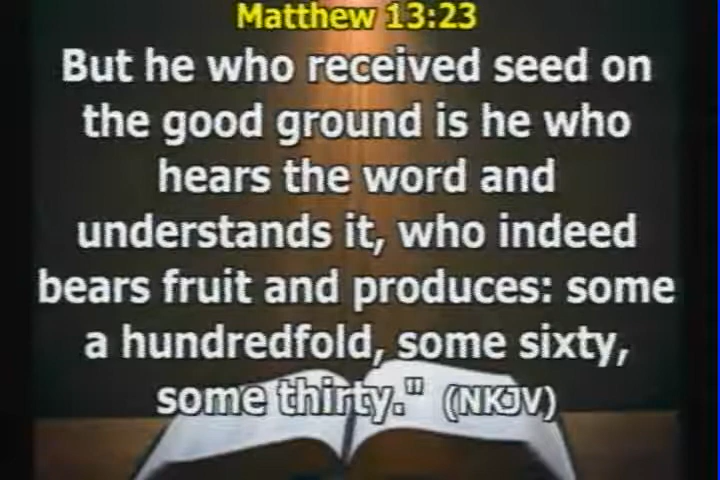 Matthew 13:23
But he who received seed on
the good ground is he who
hears the word and
understands it, who indeed
bears fruit and produces: some
a hundredfold, some sixty,
some thirty." (NKJV)